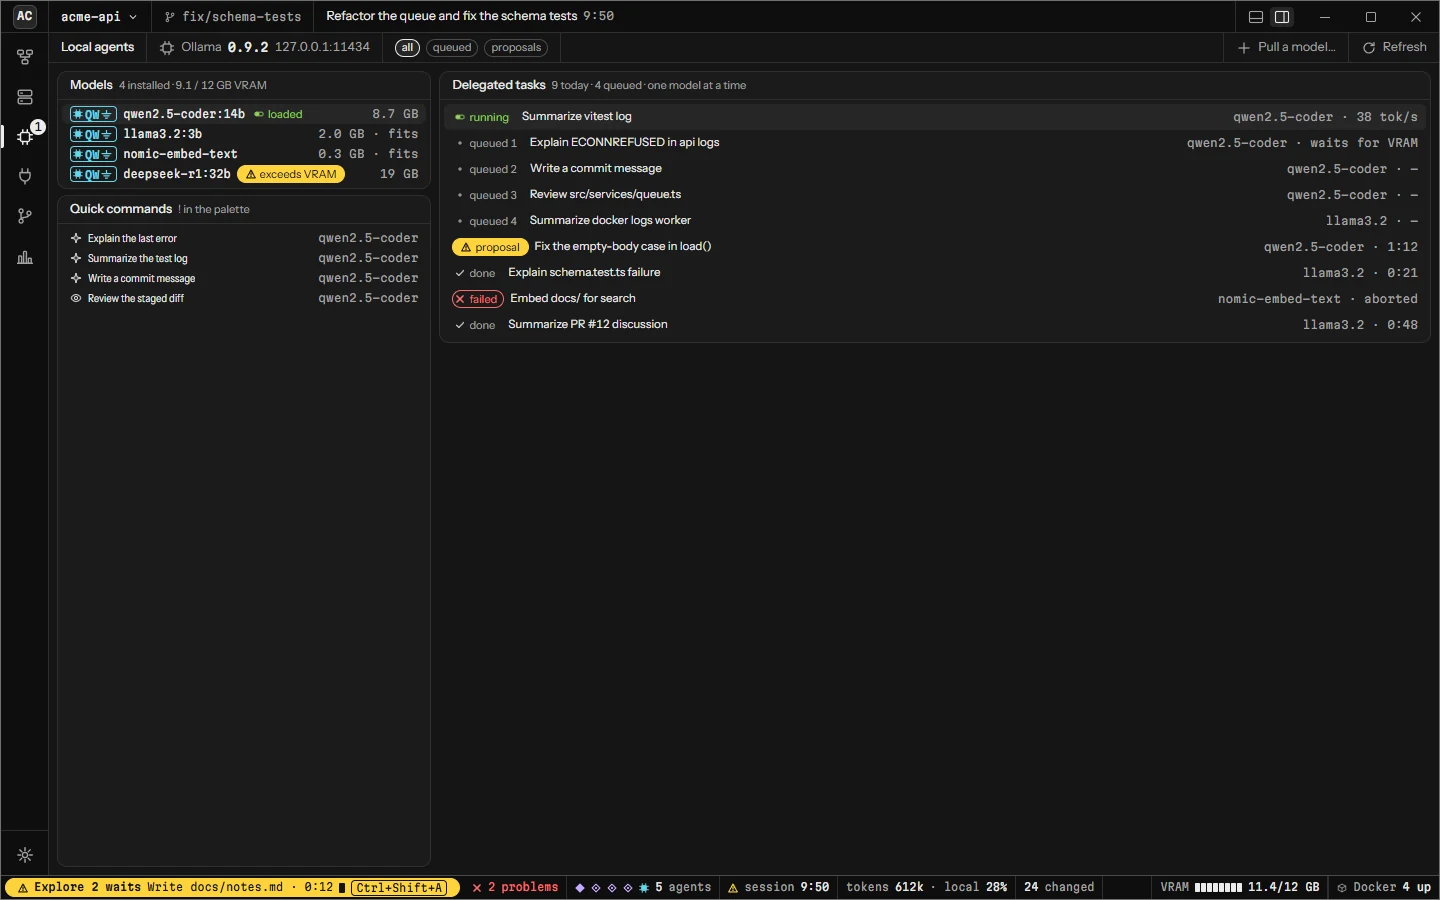 AC acme-api fix/schema-tests Refactor the queue and fix the schema tests 9:50
Local agents Ollama 0.9.2 127.0.0.1:11434 all queued proposals Pull a model... Refresh
1
Models 4 installed · 9.1 / 12 GB VRAM
QW qwen2.5-coder:14b loaded 8.7 GB
QW llama3.2:3b 2.0 GB · fits
QW nomic-embed-text 0.3 GB · fits
QW deepseek-r1:32b exceeds VRAM 19 GB
Quick commands ! in the palette
Explain the last error qwen2.5-coder
Summarize the test log qwen2.5-coder
Write a commit message qwen2.5-coder
Review the staged diff qwen2.5-coder
Delegated tasks 9 today · 4 queued · one model at a time
running Summarize vitest log qwen2.5-coder · 38 tok/s
queued 1 Explain ECONNREFUSED in api logs qwen2.5-coder · waits for VRAM
queued 2 Write a commit message qwen2.5-coder · –
queued 3 Review src/services/queue.ts qwen2.5-coder · –
queued 4 Summarize docker logs worker llama3.2 · –
proposal Fix the empty-body case in load() qwen2.5-coder · 1:12
done Explain schema.test.ts failure llama3.2 · 0:21
failed Embed docs/ for search nomic-embed-text · aborted
done Summarize PR #12 discussion llama3.2 · 0:48
Explore 2 waits Write docs/notes.md · 0:12 Ctrl+Shift+A 2 problems 5 agents session 9:50 tokens 612k · local 28% 24 changed VRAM 11.4/12 GB Docker 4 up